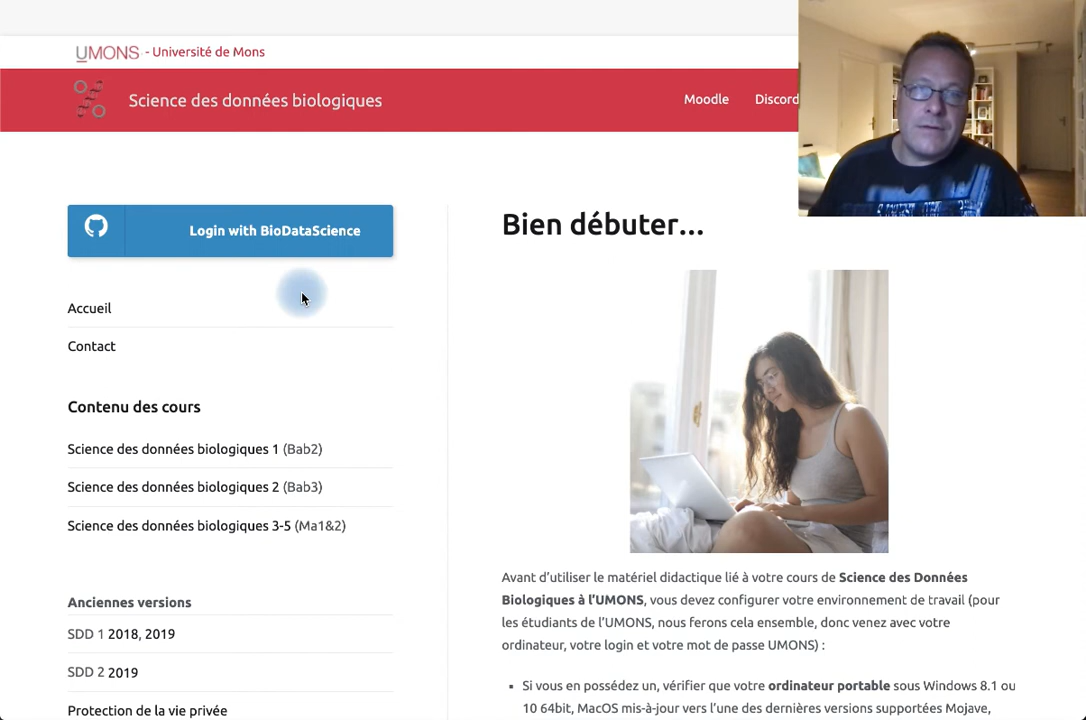 UMONS - Université de Mons
Science des données biologiques
Moodle
Discord
Login with BioDataScience
Accueil
Contact
Contenu des cours
Science des données biologiques 1 (Bab2)
Science des données biologiques 2 (Bab3)
Science des données biologiques 3-5 (Ma1&2)
Anciennes versions
SDD 1 2018, 2019
SDD 2 2019
Protection de la vie privée
Bien débuter...
Avant d'utiliser le matériel didactique lié à votre cours de Science des Données
Biologiques à l'UMONS, vous devez configurer votre environnement de travail (pour
les étudiants de l'UMONS, nous ferons cela ensemble, donc venez avec votre
ordinateur, votre login et votre mot de passe UMONS) :
▪ Si vous en possédez un, vérifier que votre ordinateur portable sous Windows 8.1 ou
10 64bit, MacOS mis-à-jour vers l'une des dernières versions supportées Mojave,